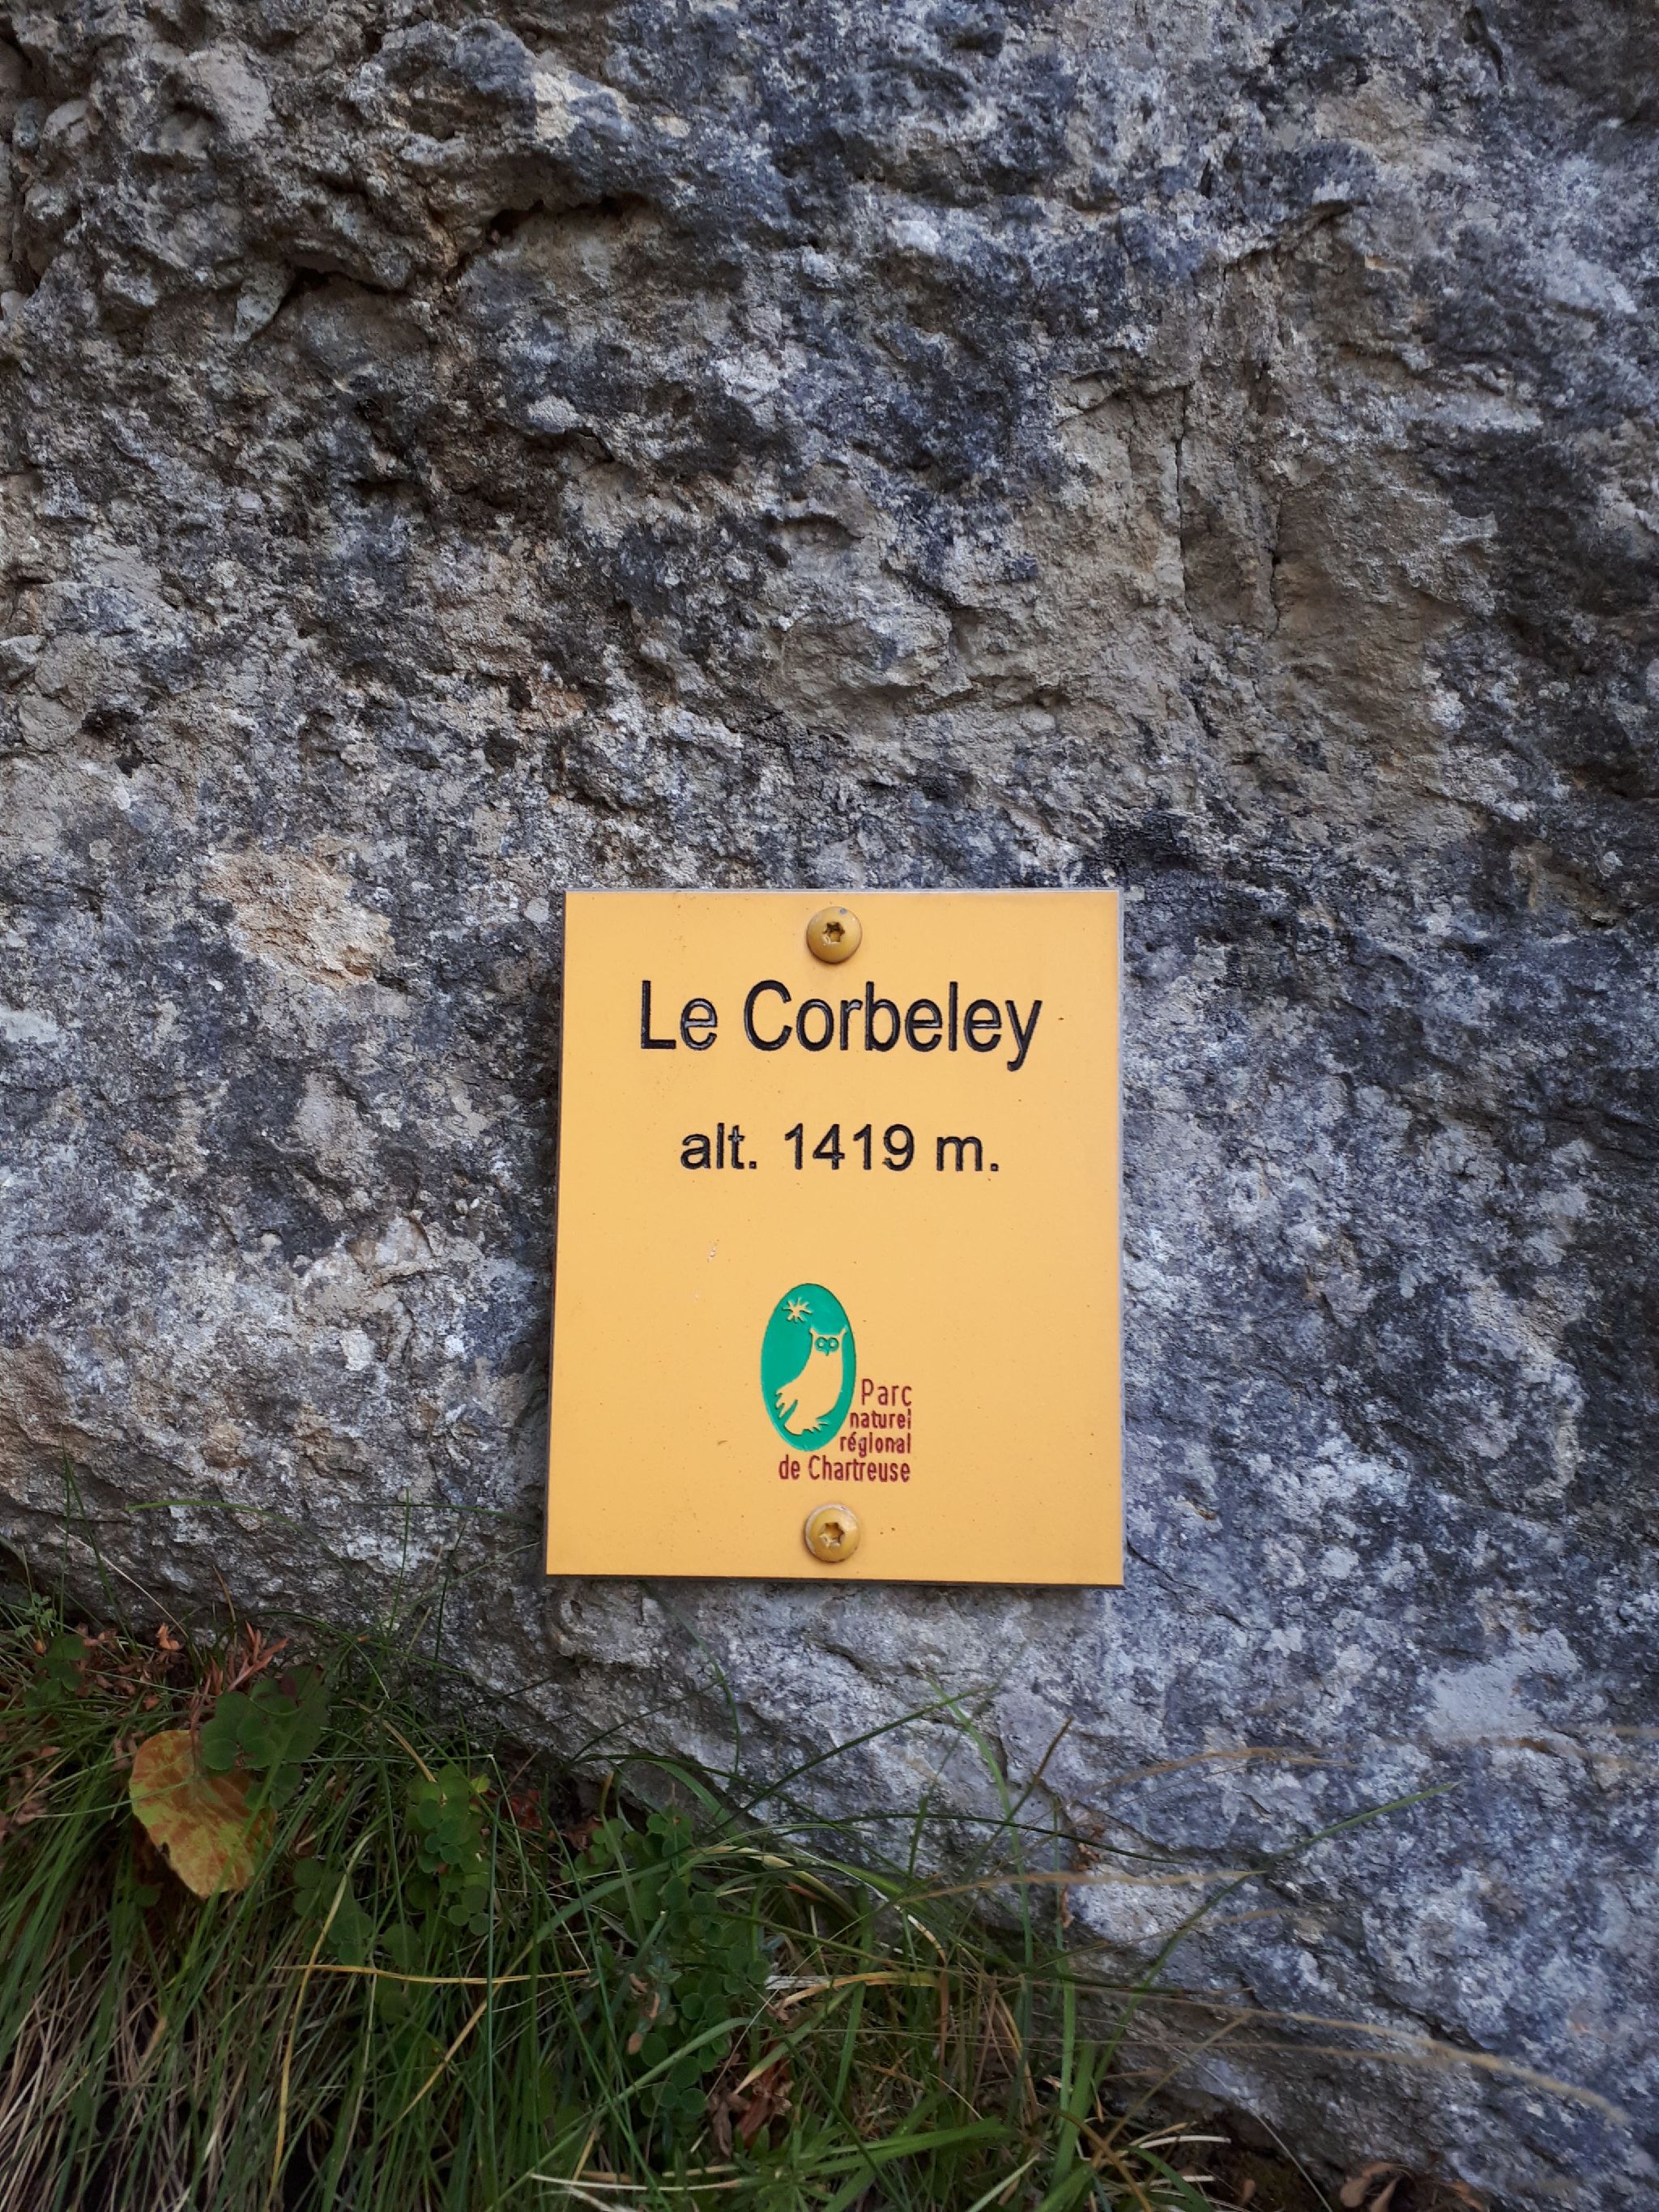 Le Corbeley
alt. 1419 m.
Parc
naturel
régional
de Chartreuse